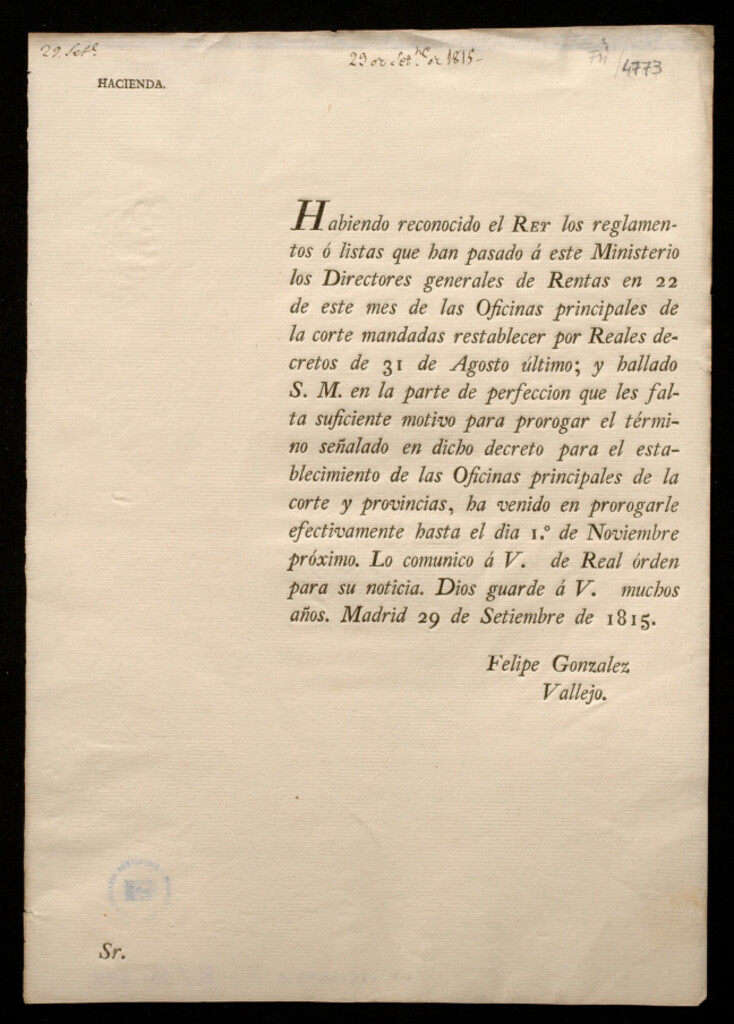 29. Set.e
29 de Set.bre de 1815-
4773
HACIENDA.
Habiendo reconocido el REY los reglamen-
tos ó listas que han pasado á este Ministerio
los Directores generales de Rentas en 22
de este mes de las Oficinas principales de
la corte mandadas restablecer por Reales de-
cretos de 31 de Agosto último; y hallado
S. M. en la parte de perfeccion que les fal-
ta suficiente motivo para prorogar el térmi-
no señalado en dicho decreto para el esta-
blecimiento de las Oficinas principales de la
corte y provincias, ha venido en prorogarle
efectivamente hasta el dia 1.º de Noviembre
próximo. Lo comunico á V. de Real órden
para su noticia. Dios guarde á V. muchos
años. Madrid 29 de Setiembre de 1815.
Felipe Gonzalez
Vallejo.
Sr.